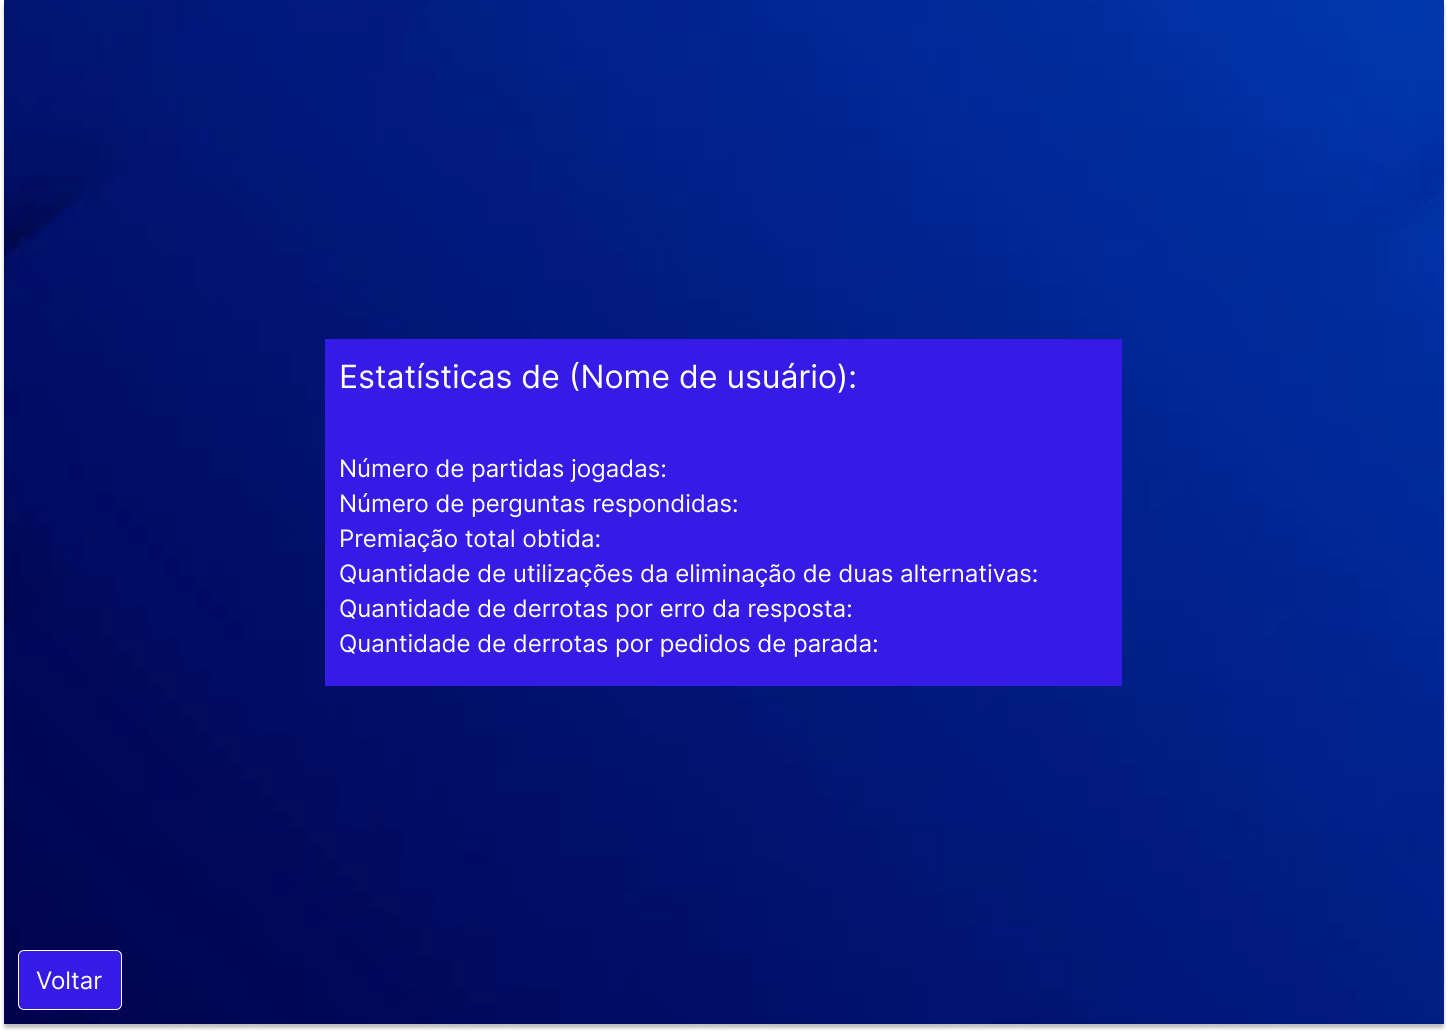 Estatísticas de (Nome de usuário):
Número de partidas jogadas:
Número de perguntas respondidas:
Premiação total obtida:
Quantidade de utilizações da eliminação de duas alternativas:
Quantidade de derrotas por erro da resposta:
Quantidade de derrotas por pedidos de parada:
Voltar